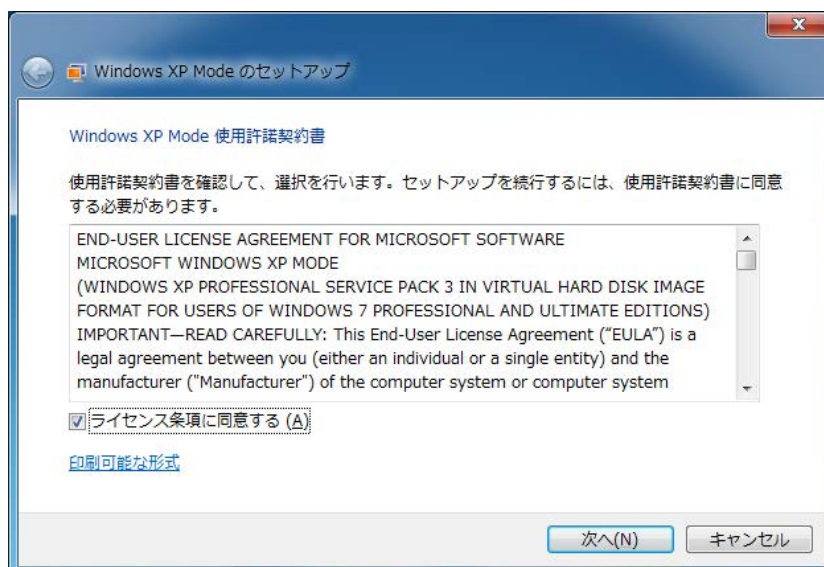 Windows XP Mode のセットアップ
Windows XP Mode 使用許諾契約書
使用許諾契約書を確認して、選択を行います。セットアップを続行するには、使用許諾契約書に同意
する必要があります。
END-USER LICENSE AGREEMENT FOR MICROSOFT SOFTWARE
MICROSOFT WINDOWS XP MODE
(WINDOWS XP PROFESSIONAL SERVICE PACK 3 IN VIRTUAL HARD DISK IMAGE
FORMAT FOR USERS OF WINDOWS 7 PROFESSIONAL AND ULTIMATE EDITIONS)
IMPORTANT—READ CAREFULLY: This End-User License Agreement (“EULA”) is a
legal agreement between you (either an individual or a single entity) and the
manufacturer ("Manufacturer") of the computer system or computer system
ライセンス条項に同意する (A)
印刷可能な形式
次へ(N) キャンセル